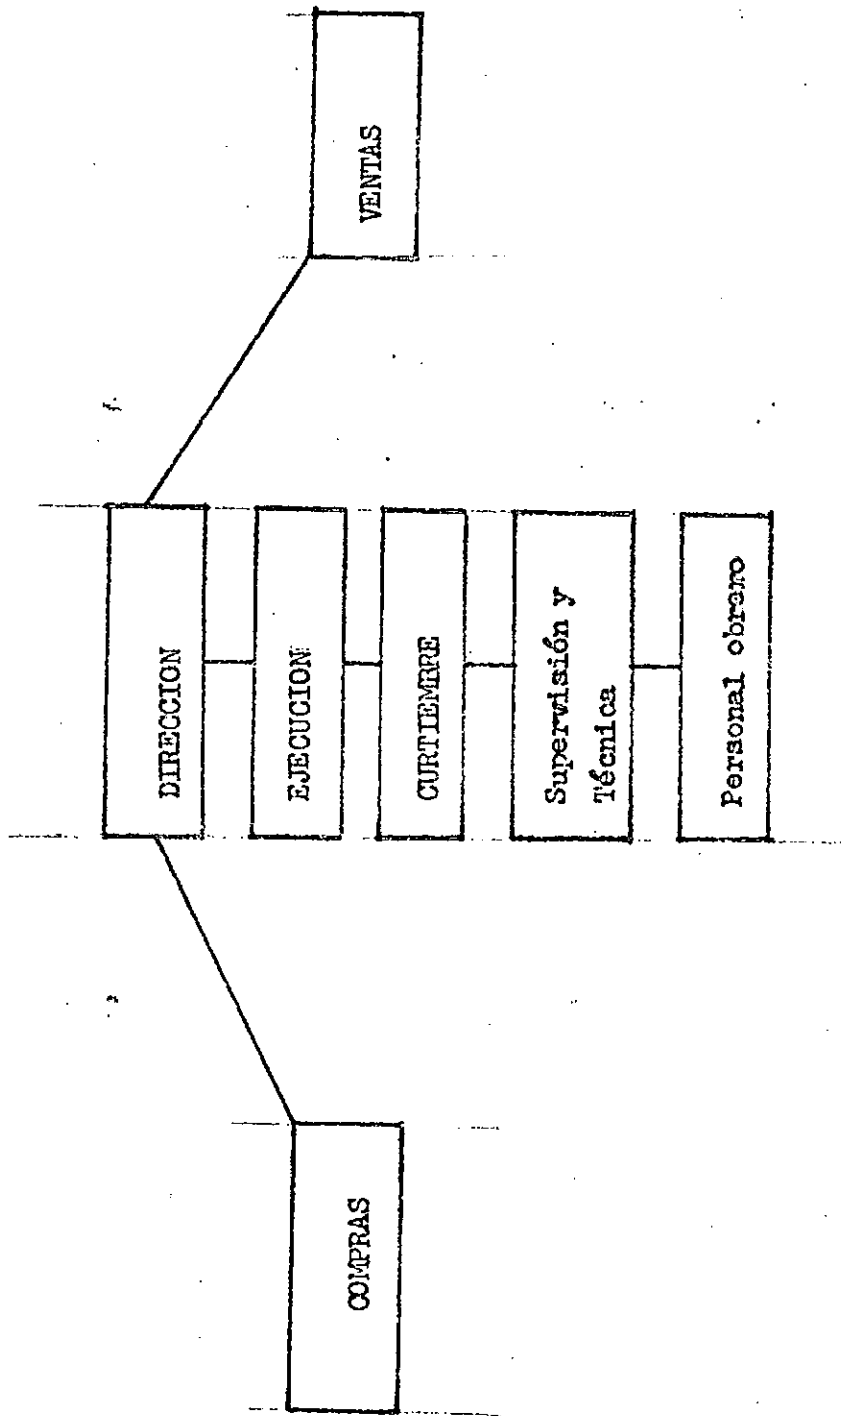 DIRECCION
COMPRAS
VENTAS
EJECUCION
CURTIEMBRE
Supervisión y
Técnica
Personal obrero